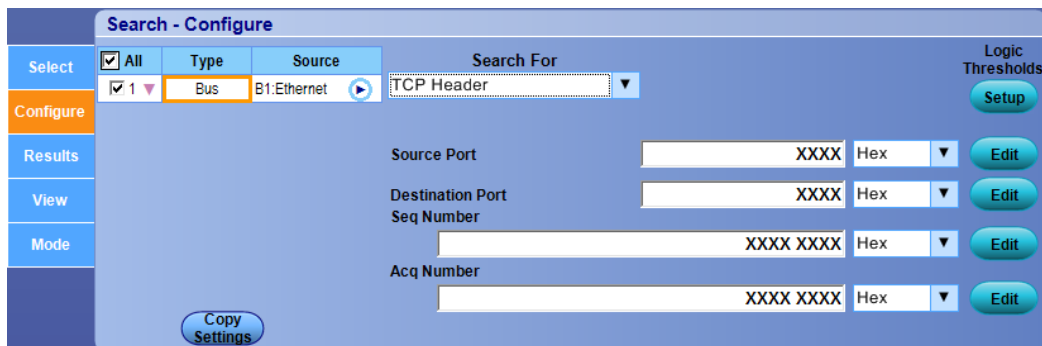 Search - Configure
Select
Configure
Results
View
Mode
All Type Source
1 Bus B1:Ethernet
Copy
Settings
Search For
TCP Header
Logic
Thresholds
Setup
Source Port XXXX Hex Edit
Destination Port XXXX Hex Edit
Seq Number
XXXX XXXX Hex Edit
Acq Number
XXXX XXXX Hex Edit